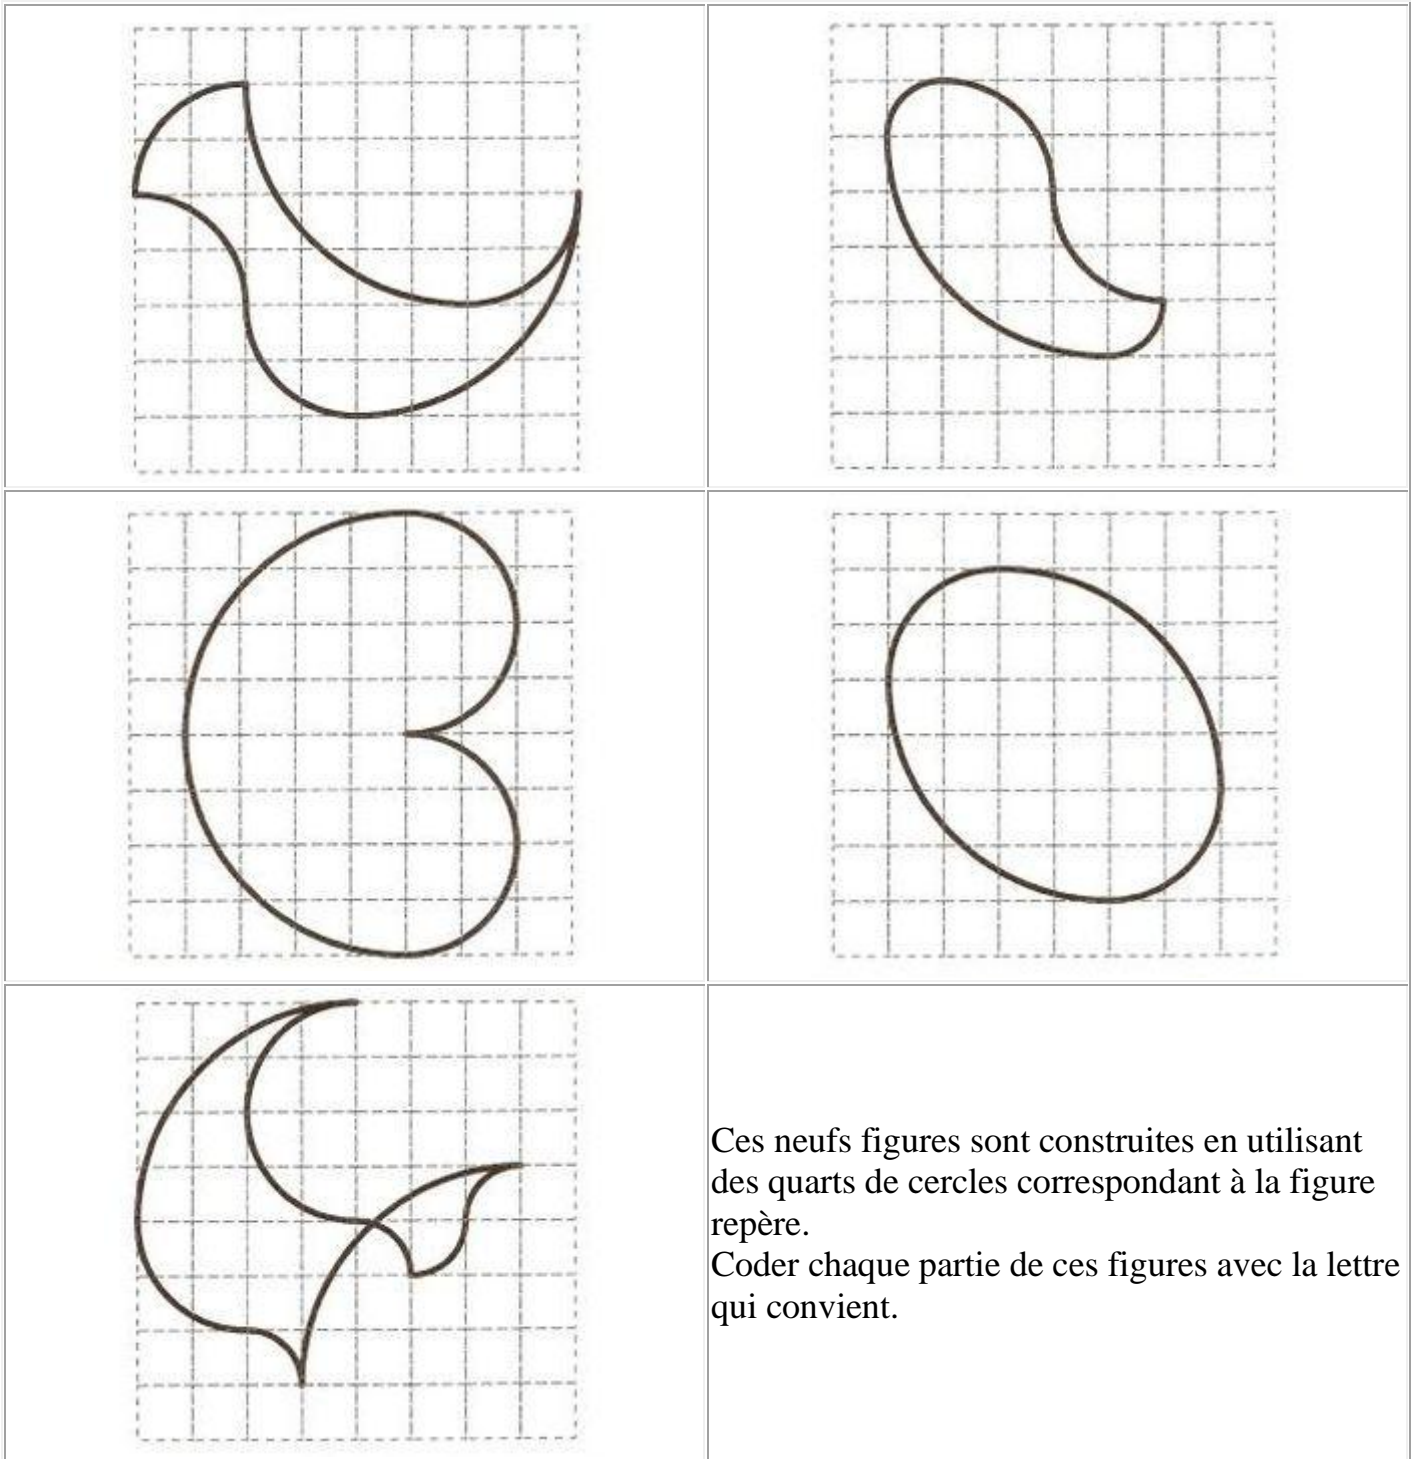 Ces neufs figures sont construites en utilisant
des quarts de cercles correspondant à la figure
repère.
Coder chaque partie de ces figures avec la lettre
qui convient.